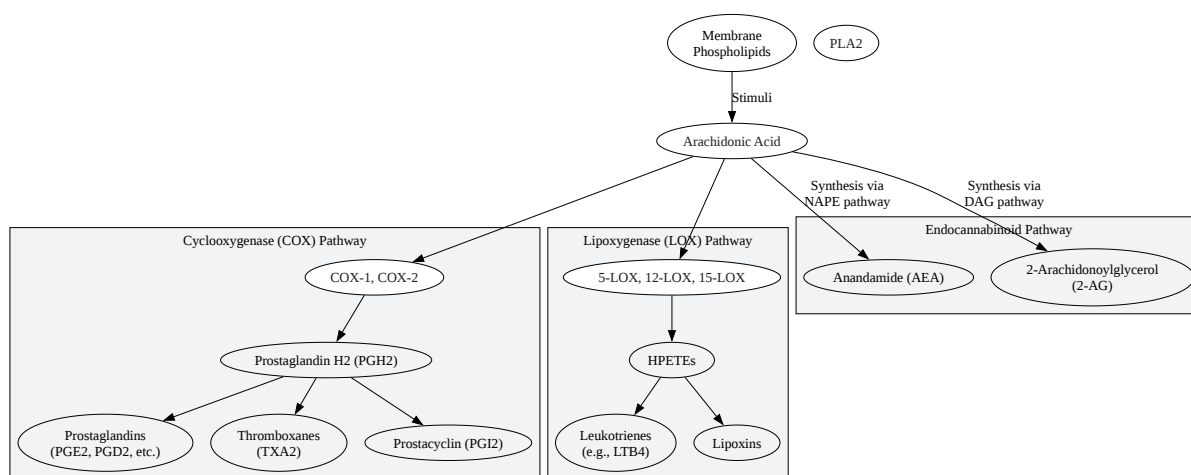 Membrane
Phospholipids
PLA2
Stimuli
Arachidonic Acid
Synthesis via
NAPE pathway
Synthesis via
DAG pathway
Cyclooxygenase (COX) Pathway
COX-1, COX-2
Prostaglandin H2 (PGH2)
Prostaglandins
(PGE2, PGD2, etc.)
Thromboxanes
(TXA2)
Prostacyclin (PGI2)
Lipoxygenase (LOX) Pathway
5-LOX, 12-LOX, 15-LOX
HPETEs
Leukotrienes
(e.g., LTB4)
Lipoxins
Endocannabinoid Pathway
Anandamide (AEA)
2-Arachidonoylglycerol
(2-AG)